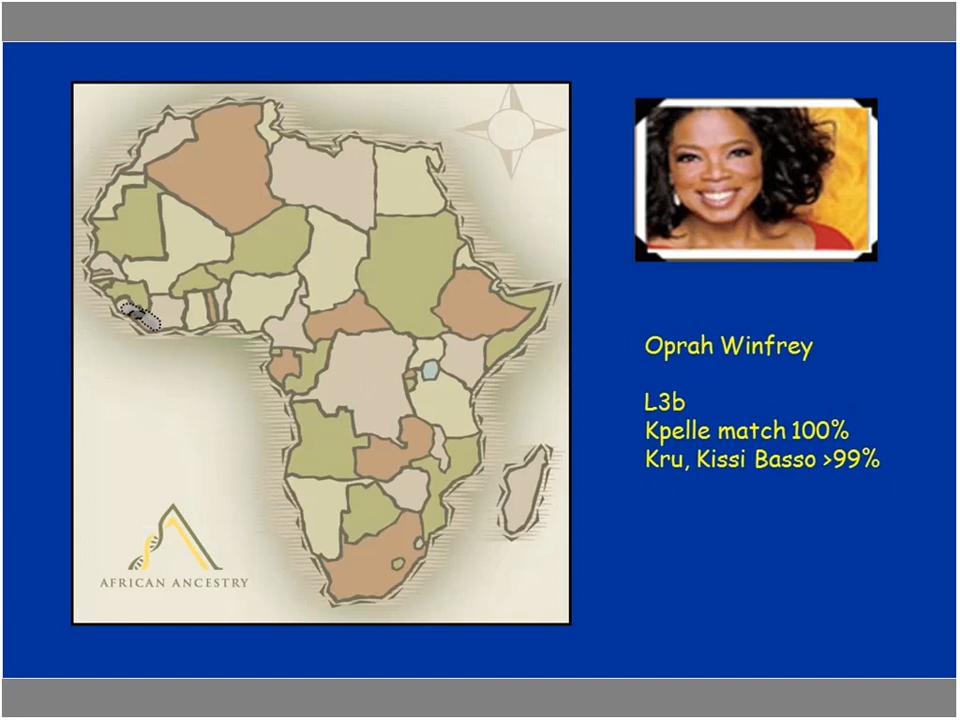 Oprah Winfrey
L3b
Kpelle match 100%
Kru, Kissi Basso >99%
AFRICAN ANCESTRY